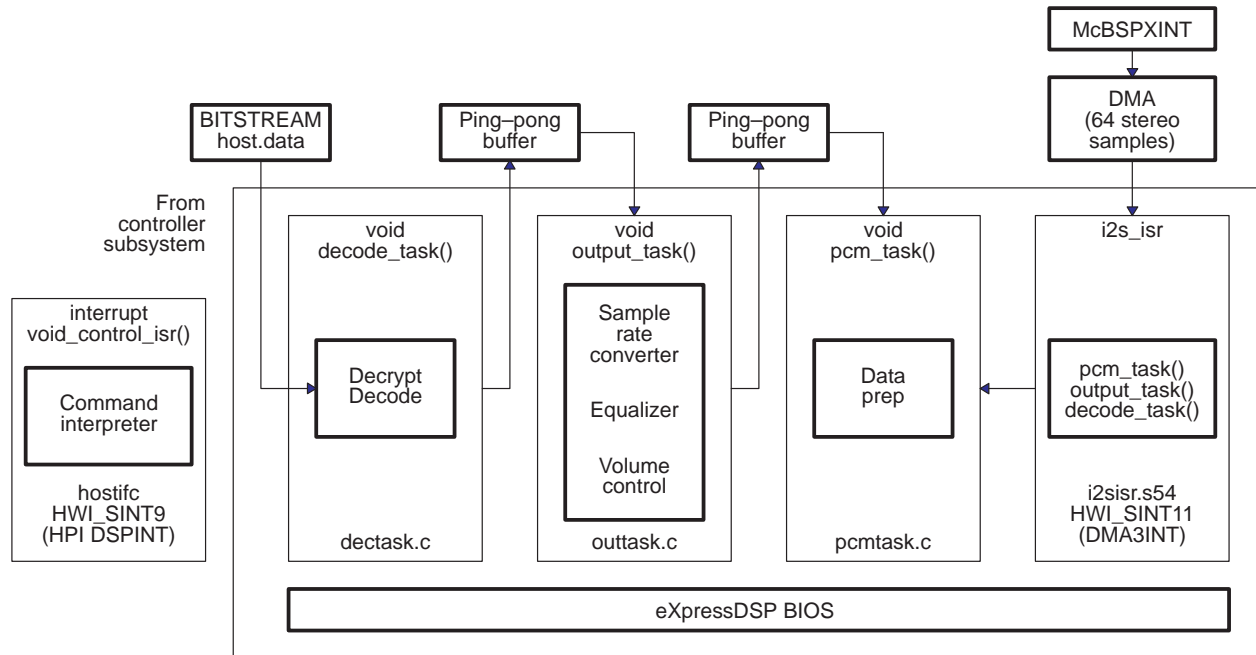 McBSPXINT
DMA
(64 stereo
samples)
BITSTREAM
host.data
Ping–pong
buffer
Ping–pong
buffer
From
controller
subsystem
interrupt
void_control_isr()
Command
interpreter
hostifc
HWI_SINT9
(HPI DSPINT)
void
decode_task()
Decrypt
Decode
dectask.c
void
output_task()
Sample
rate
converter
Equalizer
Volume
control
outtask.c
void
pcm_task()
Data
prep
pcmtask.c
i2s_isr
pcm_task()
output_task()
decode_task()
i2sisr.s54
HWI_SINT11
(DMA3INT)
eXpressDSP BIOS